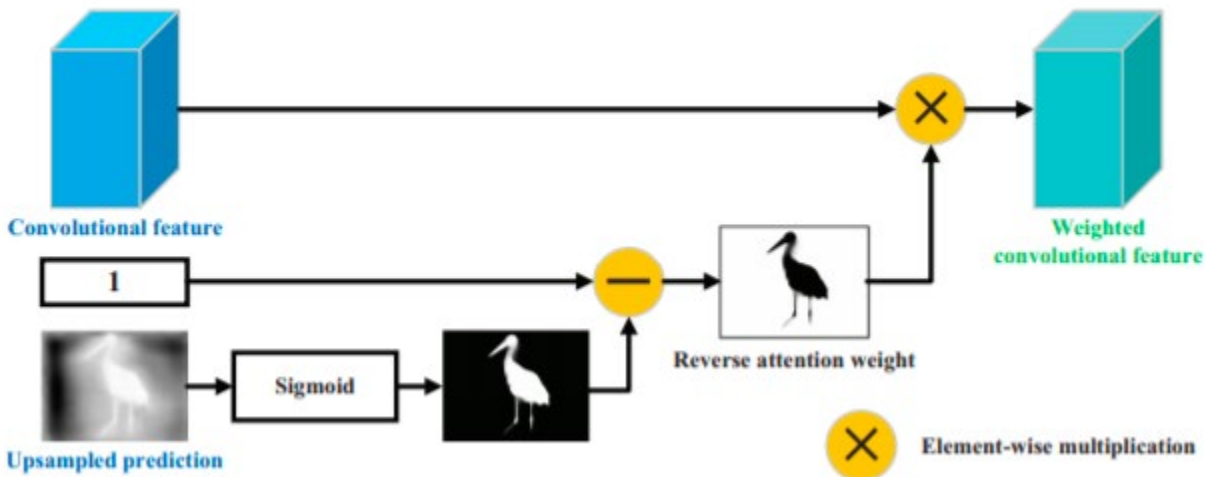 Convolutional feature
Weighted
convolutional feature
1
Reverse attention weight
Sigmoid
Upsampled prediction
Element-wise multiplication